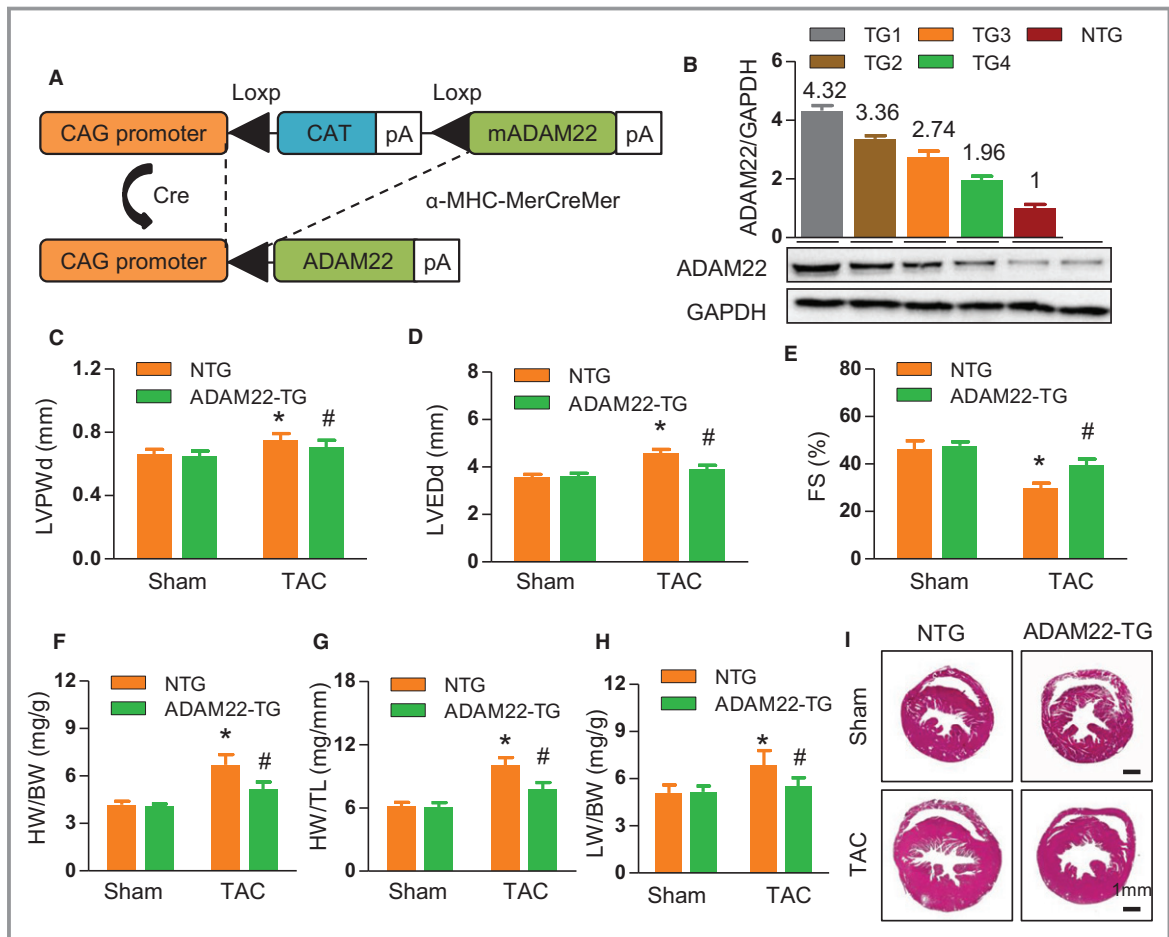 A
Loxp Loxp
CAG promoter CAT pA mADAM22 pA
Cre α-MHC-MerCreMer
CAG promoter ADAM22 pA
B
TG1 TG3 NTG
TG2 TG4
ADAM22/GAPDH
6
4
2
0
4.32 3.36 2.74 1.96 1
ADAM22
GAPDH
C
NTG
ADAM22-TG
LVPWd (mm)
1.2
0.8
0.4
0.0
* #
Sham TAC
D
NTG
ADAM22-TG
LVEDd (mm)
8
6
4
2
0
* #
Sham TAC
E
NTG
ADAM22-TG
FS (%)
80
60
40
20
0
* #
Sham TAC
F
NTG
ADAM22-TG
HW/BW (mg/g)
12
9
6
3
0
* #
Sham TAC
G
NTG
ADAM22-TG
HW/TL (mg/mm)
18
12
6
0
* #
Sham TAC
H
NTG
ADAM22-TG
LW/BW (mg/g)
12
9
6
3
0
* #
Sham TAC
I
NTG ADAM22-TG
Sham
TAC
1mm